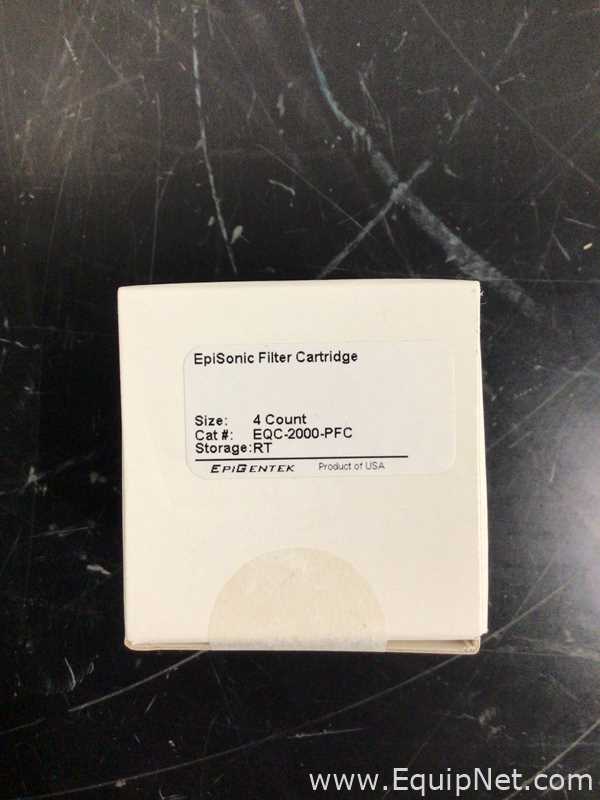 EpiSonic Filter Cartridge
Size: 4 Count
Cat #: EQC-2000-PFC
Storage:RT
EPIGENTEK Product of USA
www.EquipNet.com